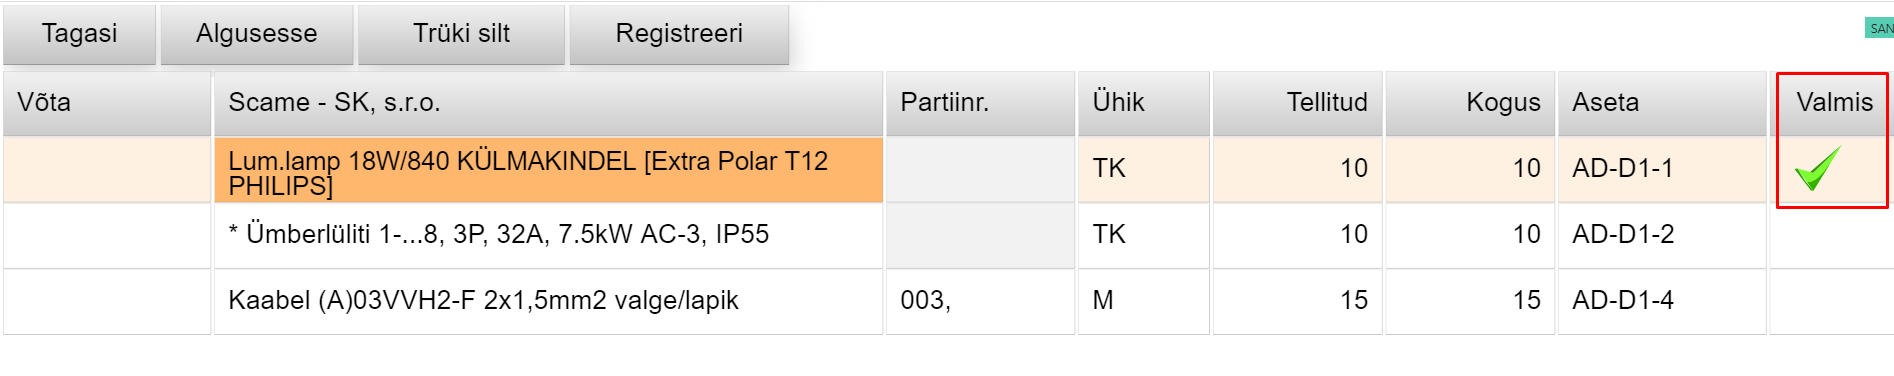 Tagasi Algusesse Trüki silt Registreeri SAN
Võta Scame - SK, s.r.o. Partiinr. Ühik Tellitud Kogus Aseta Valmis
Lum.lamp 18W/840 KÜLMAKINDEL [Extra Polar T12
PHILIPS] TK 10 10 AD-D1-1
* Ümberlüliti 1-...8, 3P, 32A, 7.5kW AC-3, IP55 TK 10 10 AD-D1-2
Kaabel (A)03VVH2-F 2x1,5mm2 valge/lapik 003, M 15 15 AD-D1-4